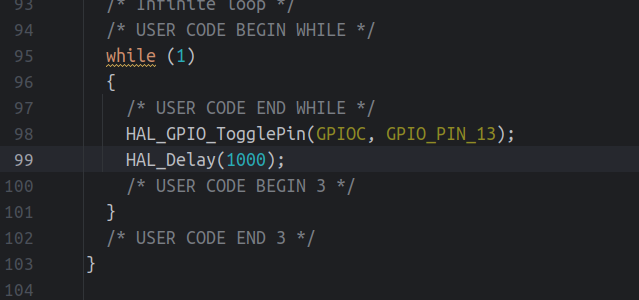 93 /* Infinite loop */
94 /* USER CODE BEGIN WHILE */
95 while (1)
96 {
97 /* USER CODE END WHILE */
98 HAL_GPIO_TogglePin(GPIOC, GPIO_PIN_13);
99 HAL_Delay(1000);
100 /* USER CODE BEGIN 3 */
101 }
102 /* USER CODE END 3 */
103 }
104